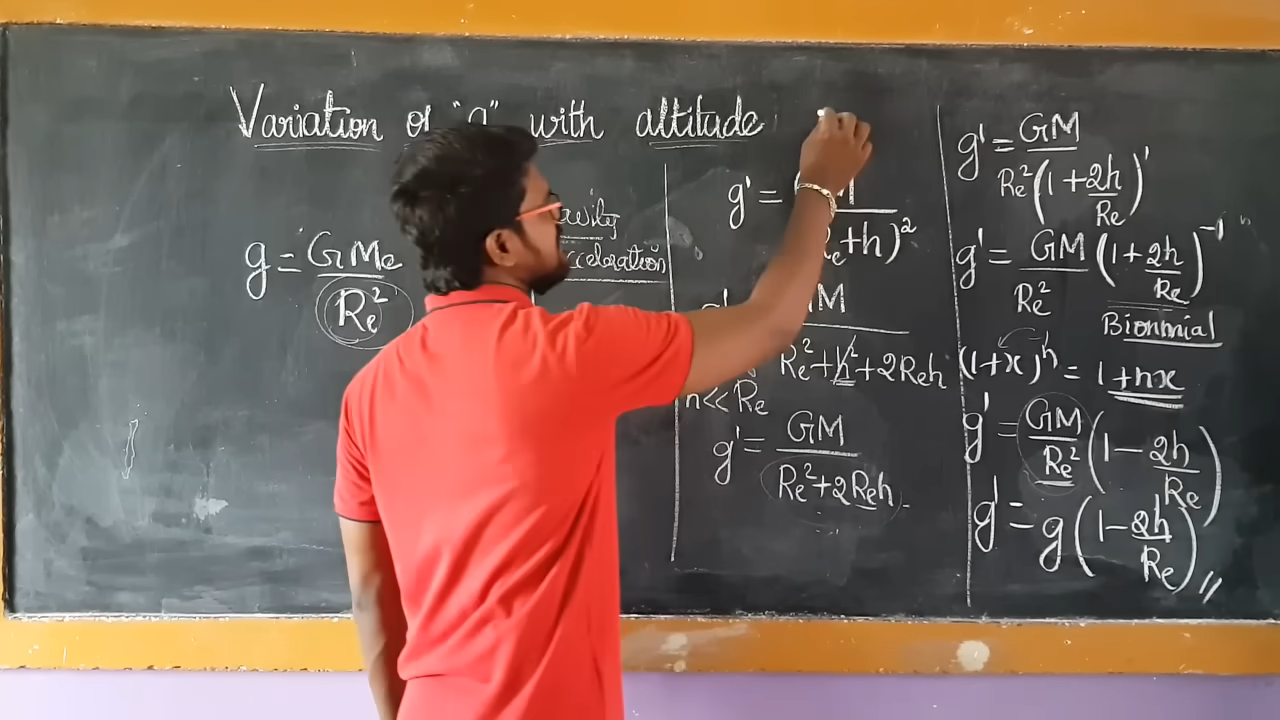 Variation of "g" with altitude
g = GMe / Re²
acceleration
g' = M / (Re+h)²
M / Re²+h²+2Reh
h<<Re
g' = GM / Re²+2Reh
g' = GM / Re²(1+2h/Re)¹
g' = GM/Re² (1+2h/Re)⁻¹
Bionmial
(1+x)ⁿ = 1+nx
g' = GM/Re² (1-2h/Re)
g' = g(1-2h/Re)//